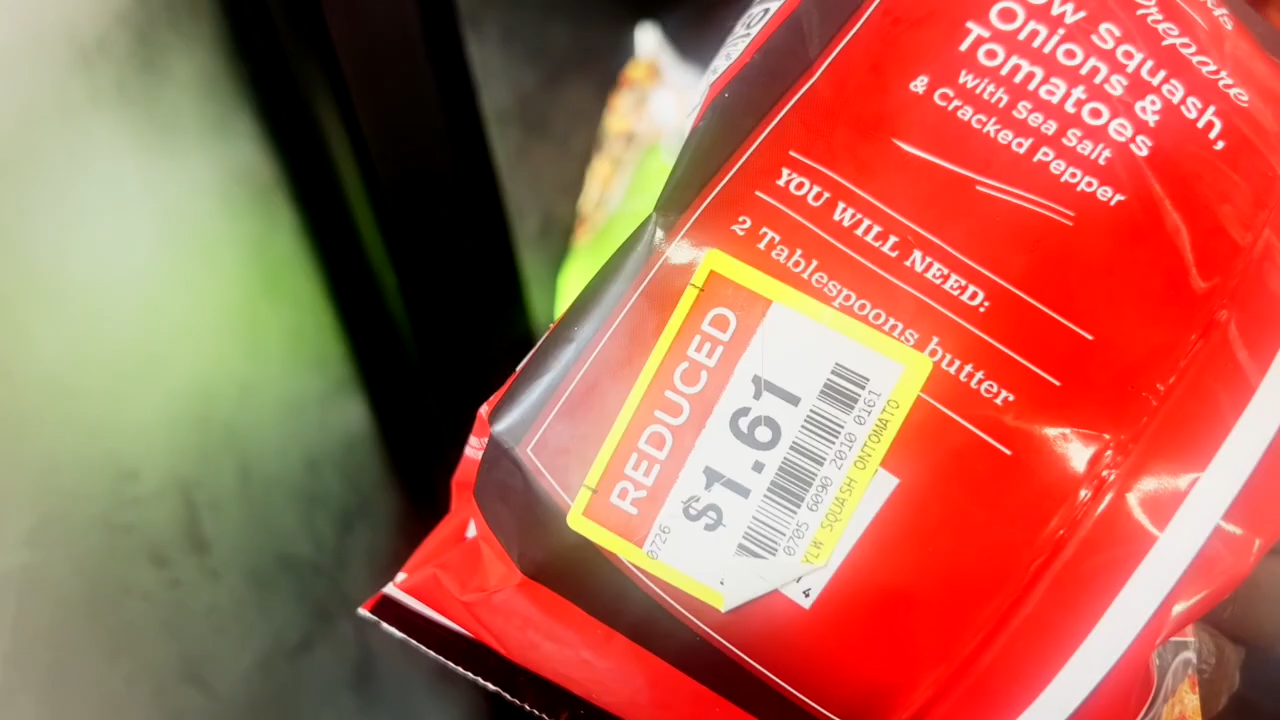 Prepare
Squash,
Onions &
Tomatoes
with Sea Salt
& Cracked Pepper
YOU WILL NEED:
2 Tablespoons butter
REDUCED
$1.61
0705 6090 2010 0161
YLW SQUASH ONTOMATO
0726
4